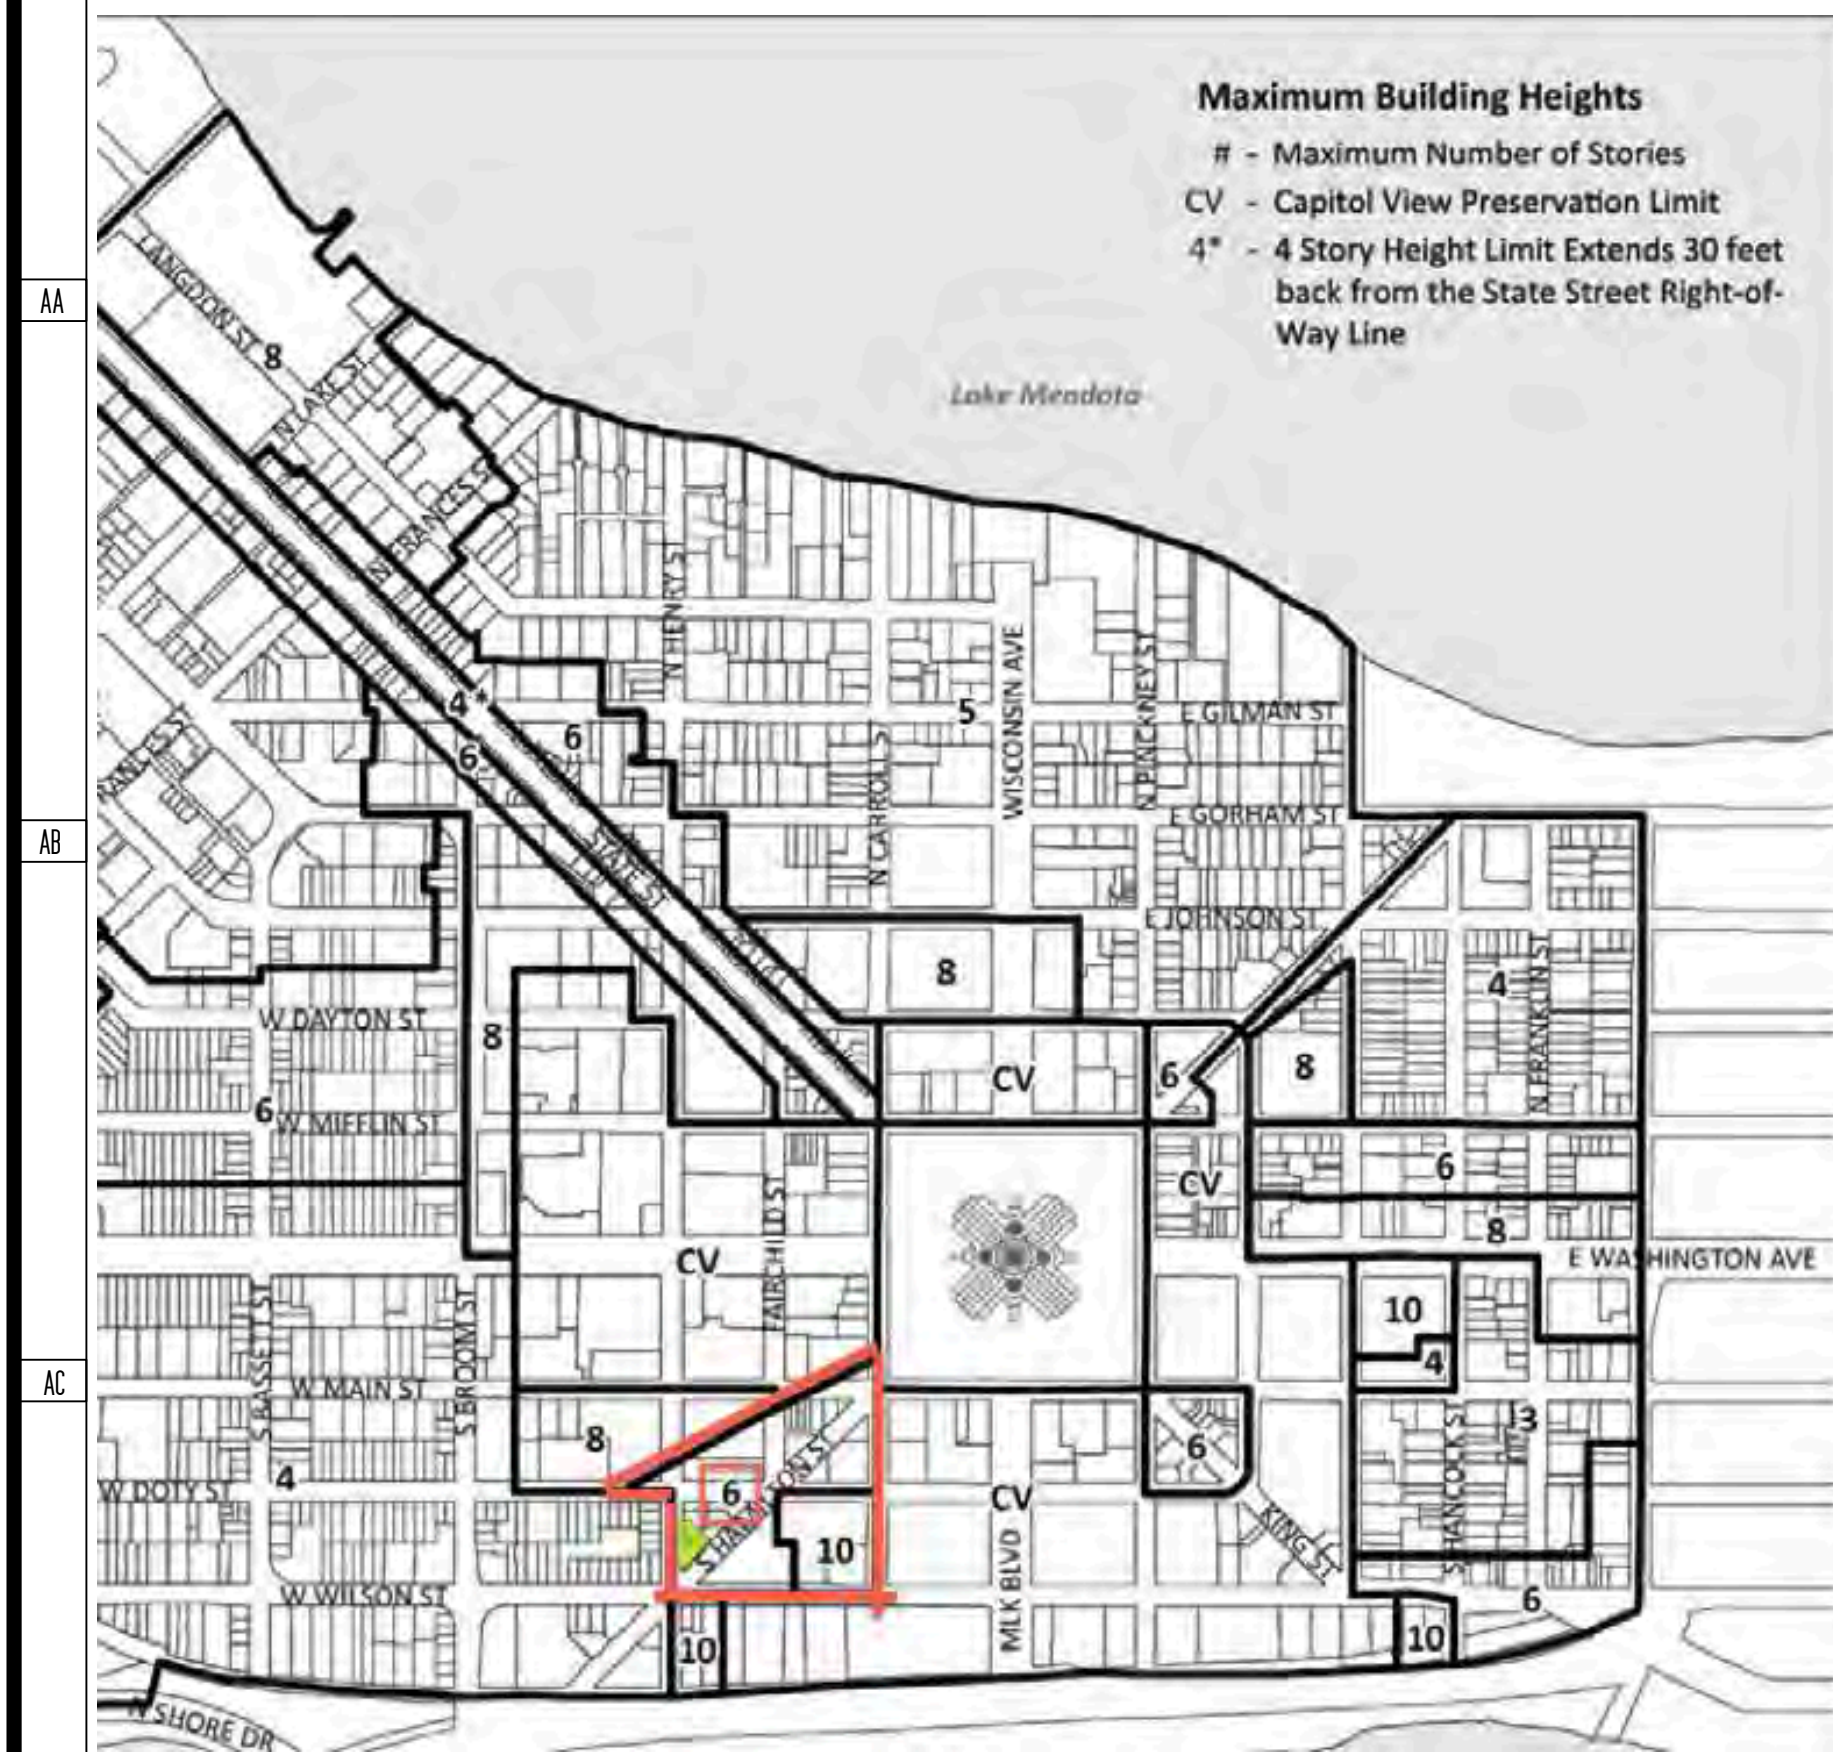 Maximum Building Heights
# - Maximum Number of Stories
CV - Capitol View Preservation Limit
4* - 4 Story Height Limit Extends 30 feet
back from the State Street Right-of-
Way Line
AA
LANGDON ST
8
N LAKE ST
Lake Mendota
N FRANCES ST
N HENRY ST
WISCONSIN AVE
N PINCKNEY ST
4*
5
E GILMAN ST
6
6
N CARROLL ST
E GORHAM ST
AB
STATE ST
E JOHNSON ST
8
4
N FRANKLIN ST
W DAYTON ST
8
CV
6
8
6
W MIFFLIN ST
CV
6
8
CV
FAIRCHILD ST
E WASHINGTON AVE
S BASSETT ST
S BROOM ST
10
4
AC
W MAIN ST
8
6
3
S HANCOCK ST
4
W DOTY ST
6
S HAMILTON ST
CV
KING ST
10
MLK BLVD
W WILSON ST
6
10
10
N SHORE DR